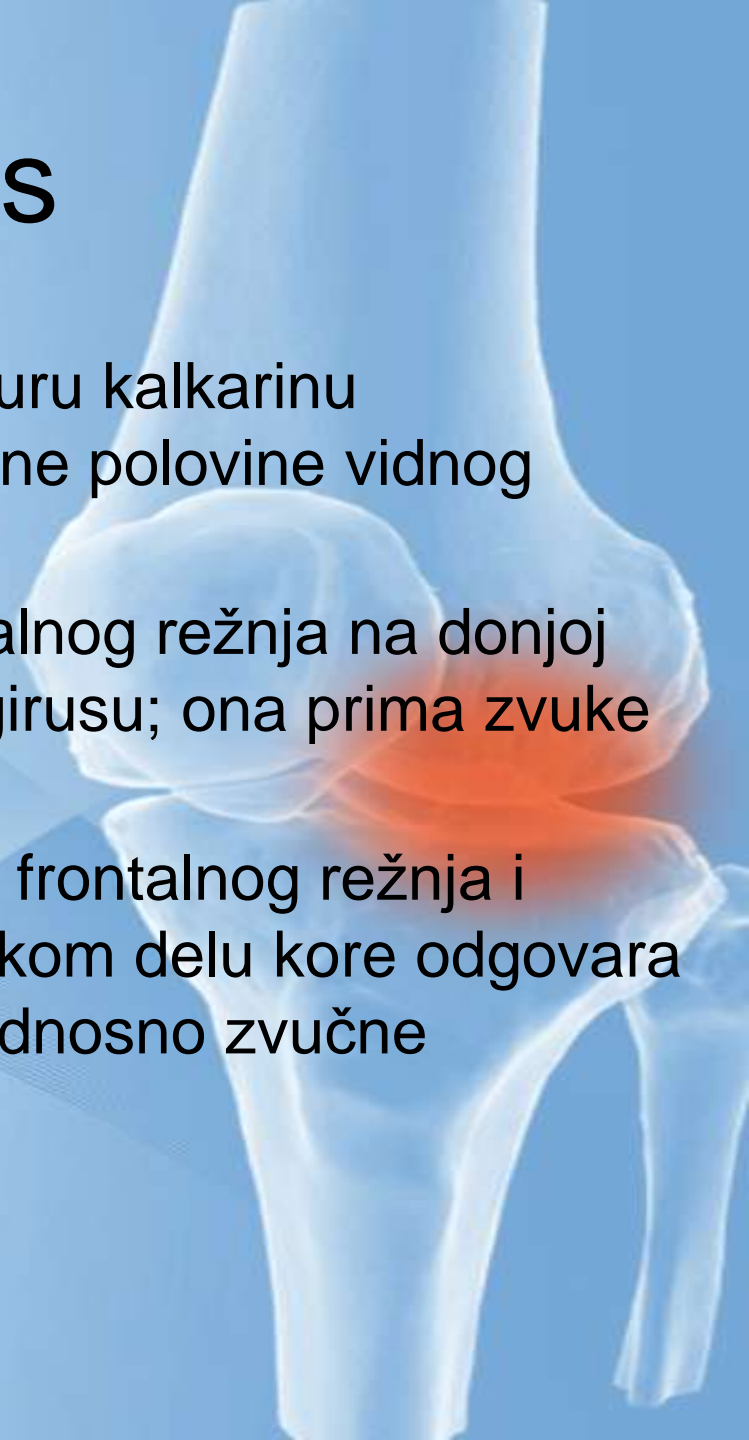 s
uru kalkarinu
ne polovine vidnog
alnog režnja na donjoj
girusu; ona prima zvuke
frontalnog režnja i
kom delu kore odgovara
dnosno zvučne